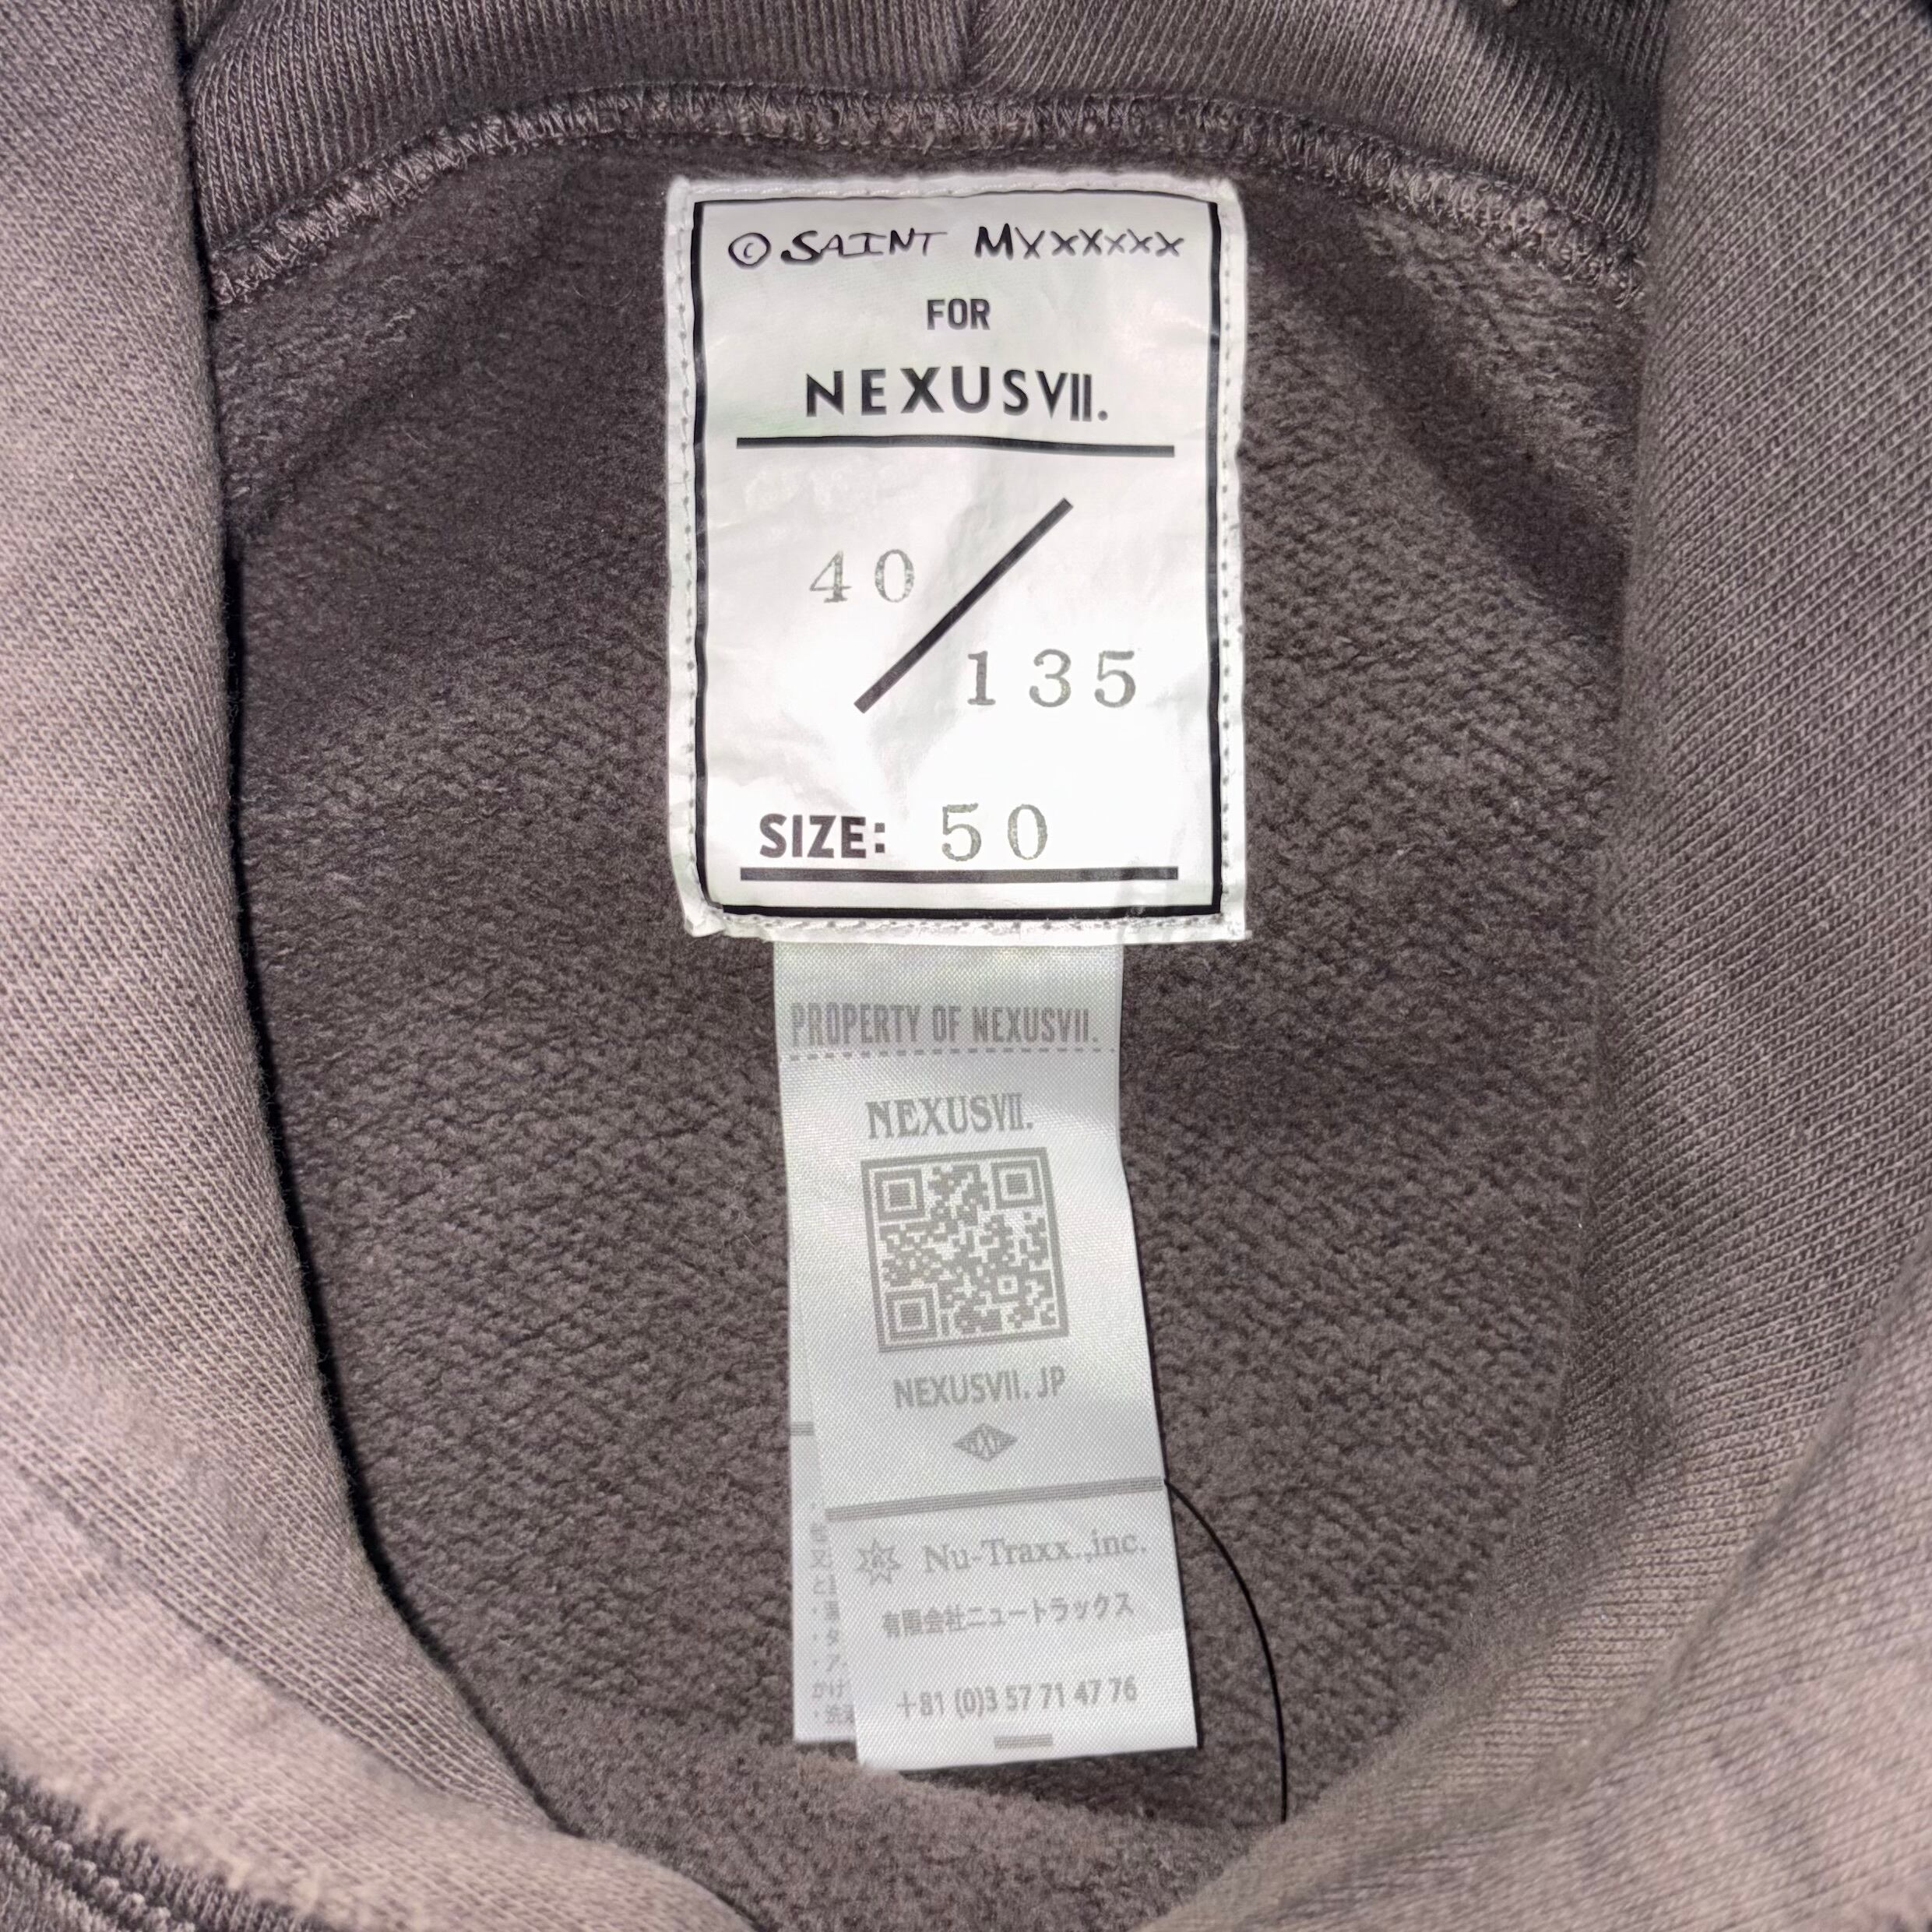 © SAINT MXXXXXX
FOR
NEXUSVII.
40
135
SIZE: 50
PROPERTY OF NEXUSVII.
NEXUSVII.
NEXUSVII.JP
Nu-Traxx.,inc.
有限会社ニュートラックス
+81 (0)3 57 71 47 76